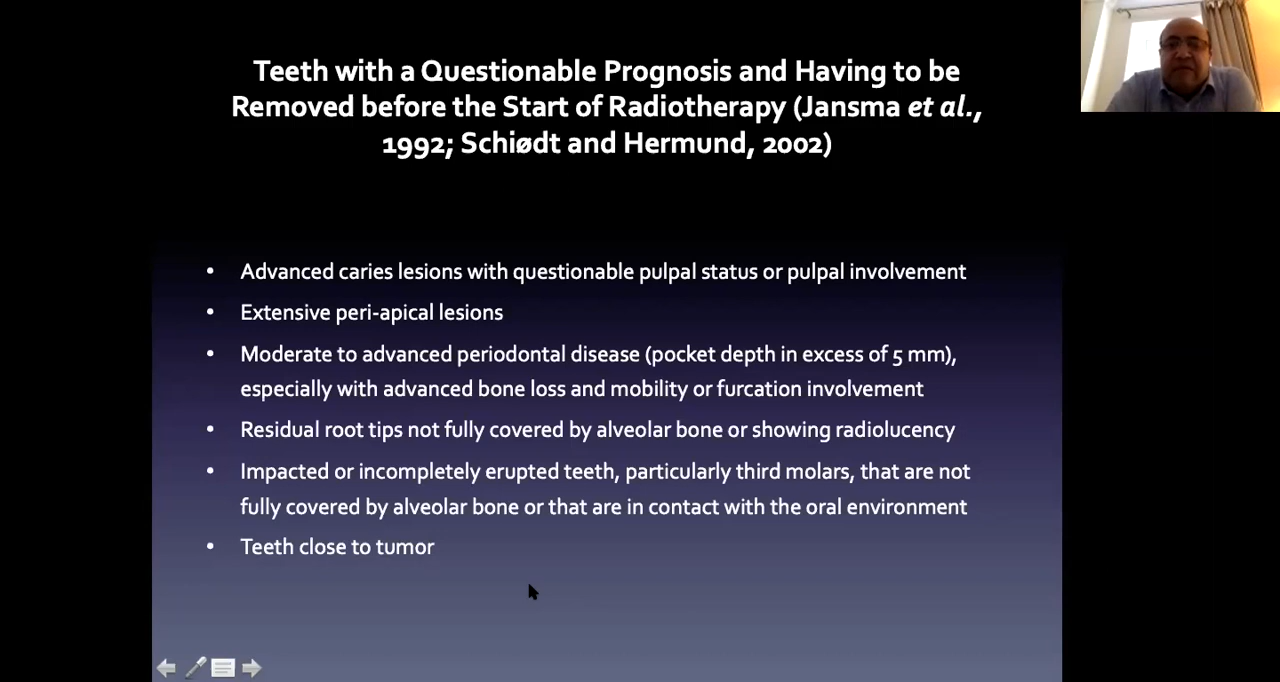 Teeth with a Questionable Prognosis and Having to be
Removed before the Start of Radiotherapy (Jansma et al.,
1992; Schiødt and Hermund, 2002)
• Advanced caries lesions with questionable pulpal status or pulpal involvement
• Extensive peri-apical lesions
• Moderate to advanced periodontal disease (pocket depth in excess of 5 mm),
especially with advanced bone loss and mobility or furcation involvement
• Residual root tips not fully covered by alveolar bone or showing radiolucency
• Impacted or incompletely erupted teeth, particularly third molars, that are not
fully covered by alveolar bone or that are in contact with the oral environment
• Teeth close to tumor